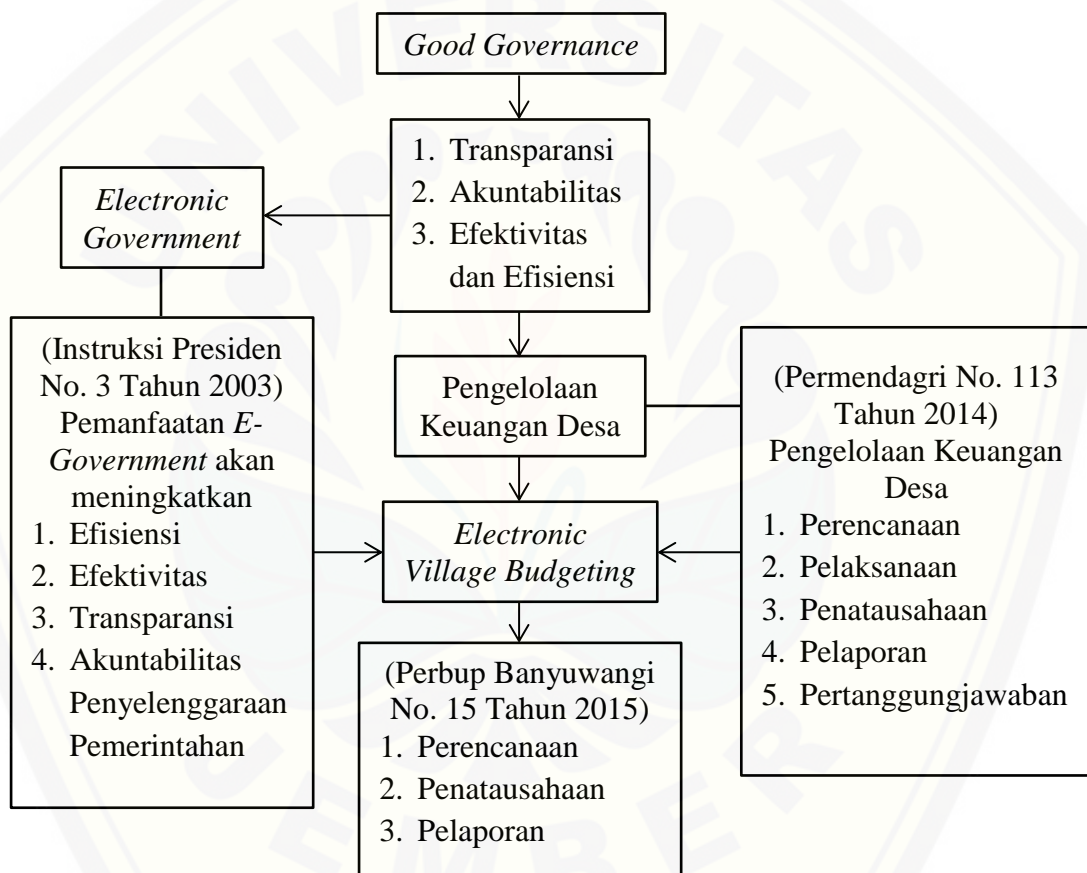 Good Governance
1. Transparansi
2. Akuntabilitas
3. Efektivitas
dan Efisiensi
Electronic
Government
(Instruksi Presiden
No. 3 Tahun 2003)
Pemanfaatan E-
Government akan
meningkatkan
1. Efisiensi
2. Efektivitas
3. Transparansi
4. Akuntabilitas
Penyelenggaraan
Pemerintahan
Pengelolaan
Keuangan Desa
(Permendagri No. 113
Tahun 2014)
Pengelolaan Keuangan
Desa
1. Perencanaan
2. Pelaksanaan
3. Penatausahaan
4. Pelaporan
5. Pertanggungjawaban
Electronic
Village Budgeting
(Perbup Banyuwangi
No. 15 Tahun 2015)
1. Perencanaan
2. Penatausahaan
3. Pelaporan
UNIVERSITAS
JEMBER